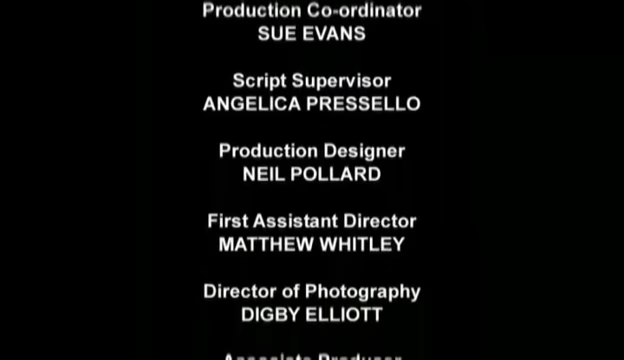 Production Co-ordinator
SUE EVANS
Script Supervisor
ANGELICA PRESSELLO
Production Designer
NEIL POLLARD
First Assistant Director
MATTHEW WHITLEY
Director of Photography
DIGBY ELLIOTT
Associate Producer